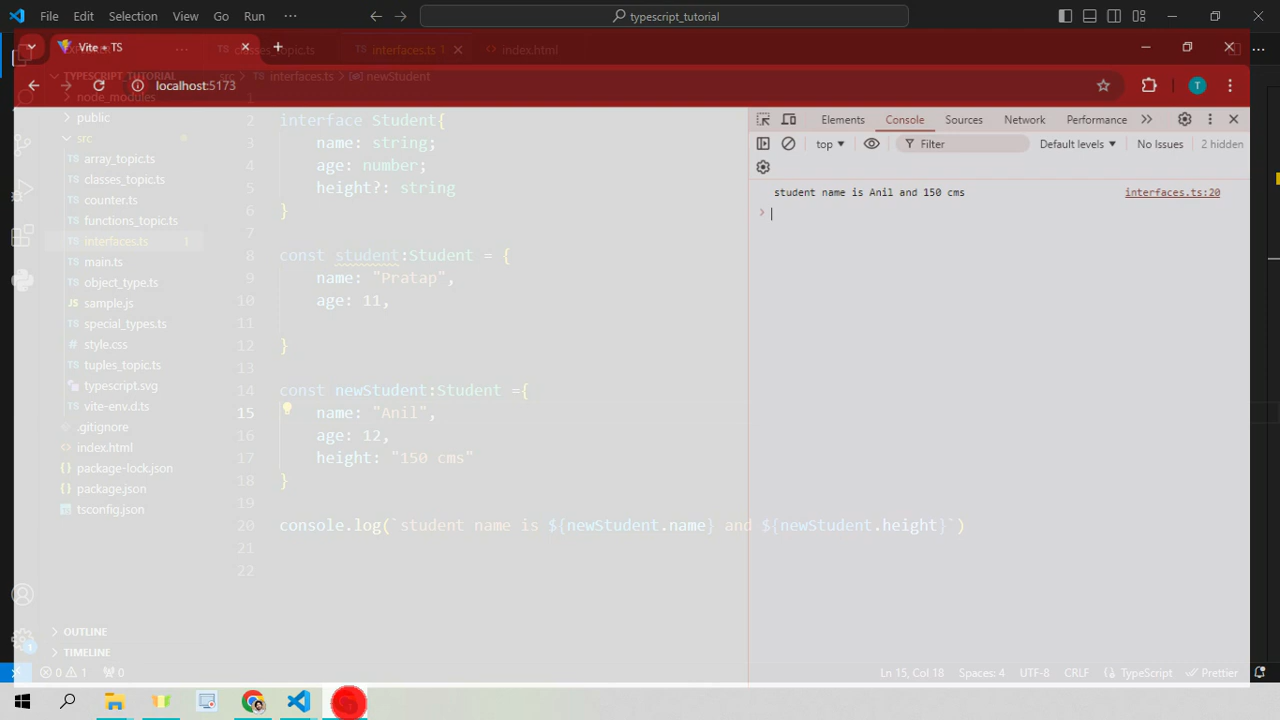 File Edit Selection View Go Run ··· typescript_tutorial
Vite + TS
classes_topic.ts interfaces.ts 1 index.html
localhost:5173
TYPESCRIPT_TUTORIAL
src > interfaces.ts > newStudent
node_modules
public
src
array_topic.ts
classes_topic.ts
counter.ts
functions_topic.ts
interfaces.ts 1
main.ts
object_type.ts
sample.js
special_types.ts
style.css
tuples_topic.ts
typescript.svg
vite-env.d.ts
.gitignore
index.html
package-lock.json
package.json
tsconfig.json
OUTLINE
TIMELINE
1
2 interface Student{
3 name: string;
4 age: number;
5 height?: string
6 }
7
8 const student:Student = {
9 name: "Pratap",
10 age: 11,
11
12 }
13
14 const newStudent:Student ={
15 name: "Anil",
16 age: 12,
17 height: "150 cms"
18 }
19
20 console.log(`student name is ${newStudent.name} and ${newStudent.height}`)
21
22
Elements Console Sources Network Performance
top Filter Default levels No Issues 2 hidden
student name is Anil and 150 cms interfaces.ts:20
T
0 1 0 Ln 15, Col 18 Spaces: 4 UTF-8 CRLF {} TypeScript Prettier
1